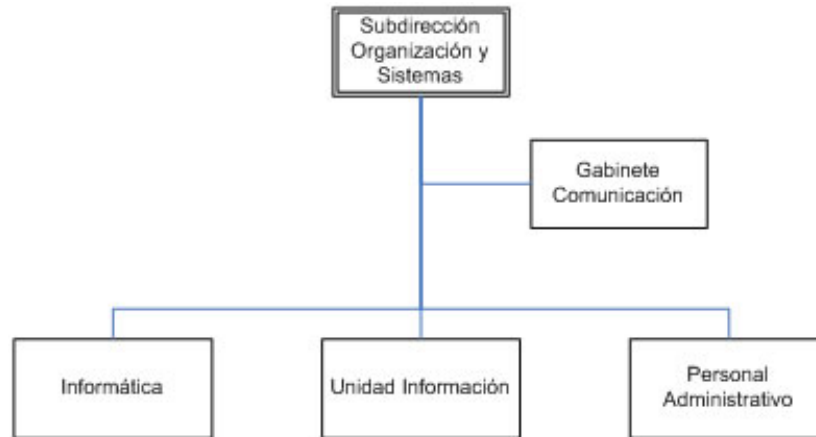 Subdirección
Organización y
Sistemas
Gabinete
Comunicación
Informática
Unidad Información
Personal
Administrativo